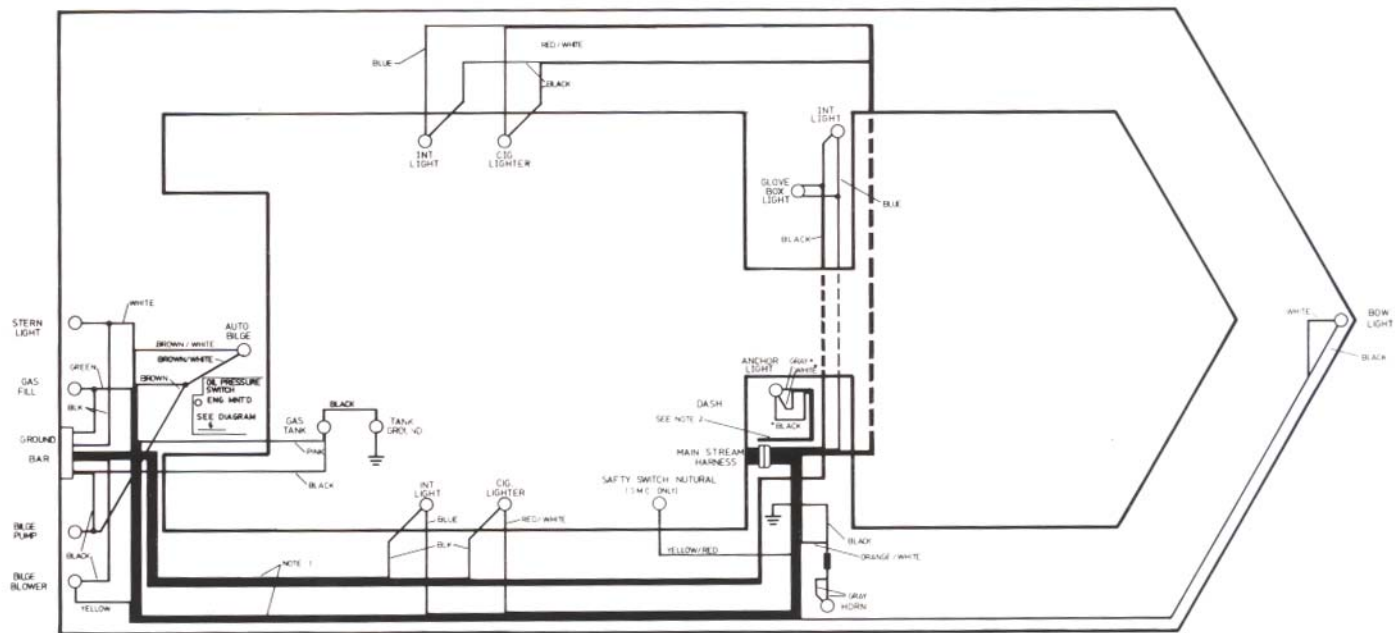 RED/WHITE
BLUE
BLACK
INT
LIGHT
CIG
LIGHTER
INT
LIGHT
GLOVE
BOX
LIGHT
BLUE
BLACK
WHITE
STERN
LIGHT
AUTO
BILGE
BROWN/WHITE
BROWN/WHITE
GREEN
BROWN
GAS
FILL
OIL PRESSURE
SWITCH
ENG MNT'D
SEE DIAGRAM
BLK
BLACK
GAS
TANK
TANK
GROUND
PINK
GROUND
BAR
BLACK
ANCHOR
LIGHT
GRAY*
WHITE*
*BLACK
DASH
SEE NOTE 2
MAIN STREAM
HARNESS
WHITE
BOW
LIGHT
BLACK
INT
LIGHT
CIG.
LIGHTER
SAFTY SWITCH NUTURAL
ONLY)
BLUE
RED/WHITE
BLK
YELLOW/RED
BLACK
ORANGE/WHITE
BILGE
PUMP
BLACK
NOTE 1
BILGE
BLOWER
YELLOW
GRAY
HORN